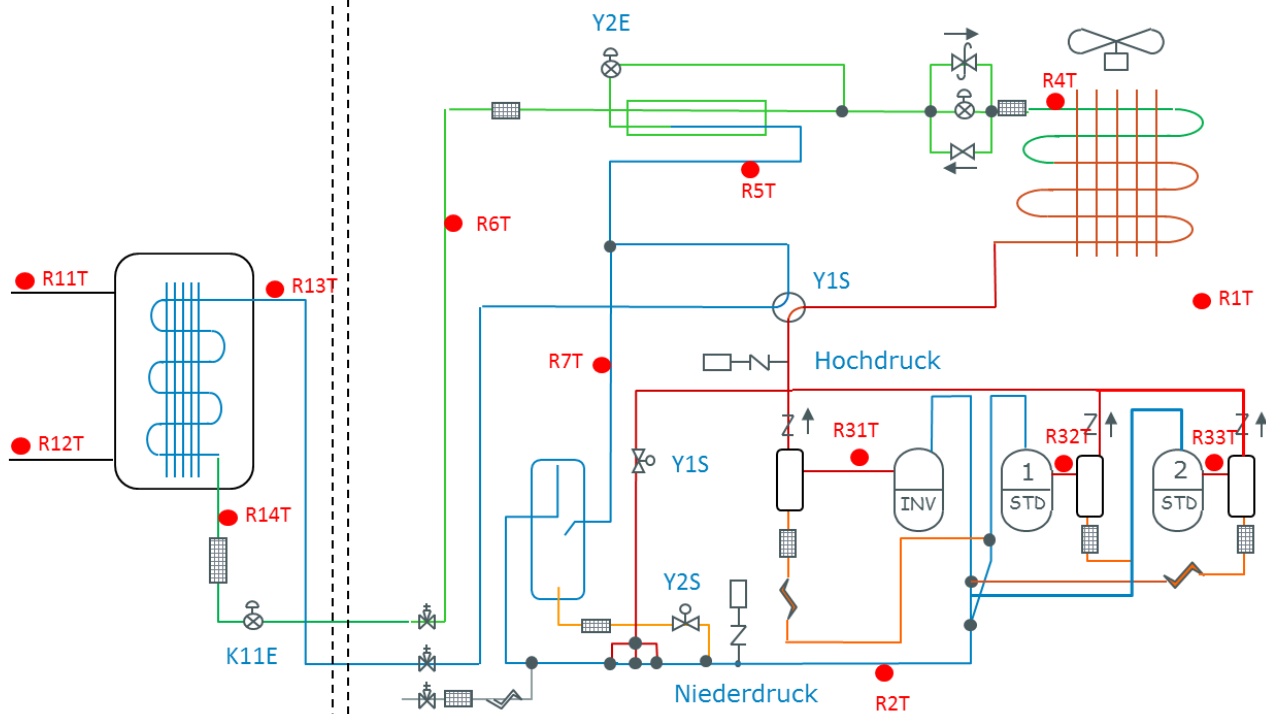 Y2E
R4T
R5T
R6T
R11T
R13T
Y1S
R1T
R7T
Hochdruck
R12T
R31T
R32T
R33T
Y1S
INV
1
STD
2
STD
R14T
Y2S
K11E
Niederdruck
R2T